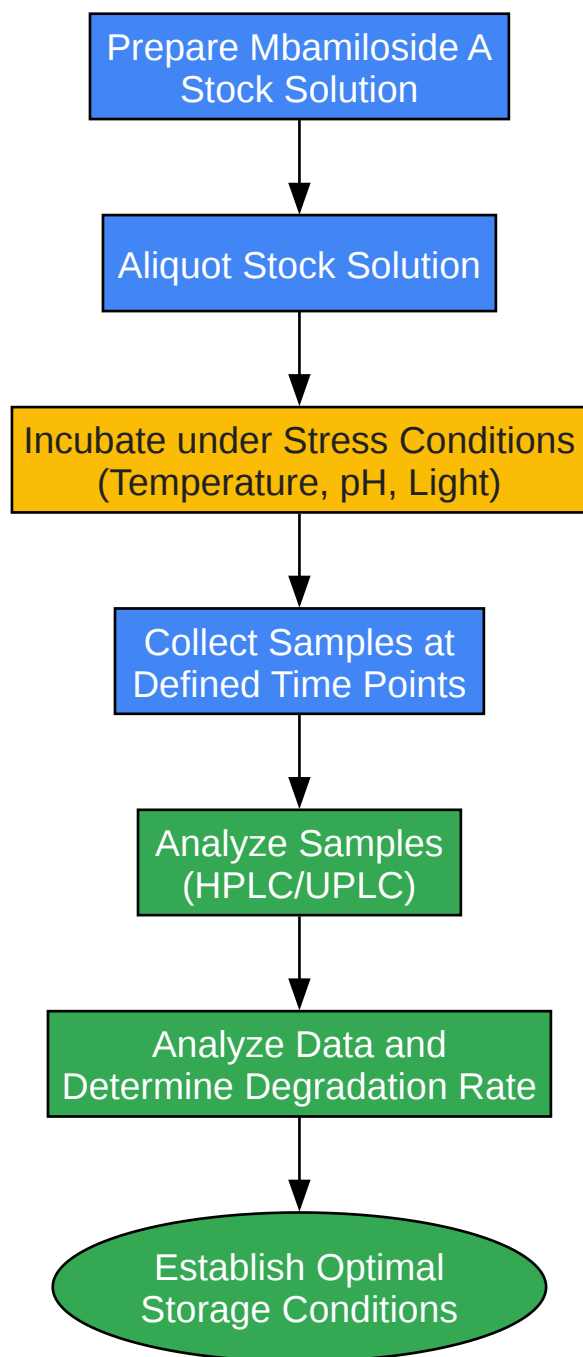 Prepare Mbamiloside A
Stock Solution
Aliquot Stock Solution
Incubate under Stress Conditions
(Temperature, pH, Light)
Collect Samples at
Defined Time Points
Analyze Samples
(HPLC/UPLC)
Analyze Data and
Determine Degradation Rate
Establish Optimal
Storage Conditions